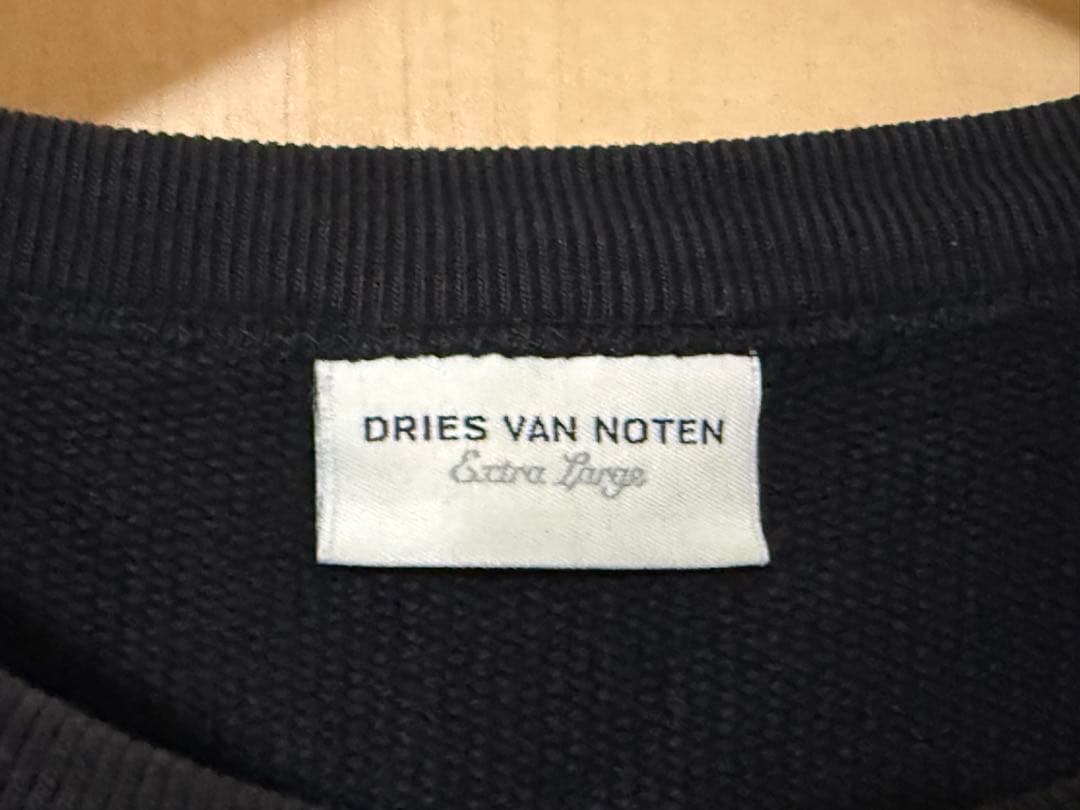 DRIES VAN NOTEN
Extra Large